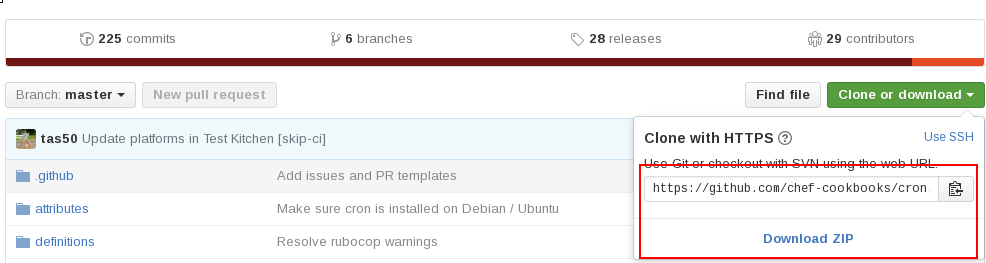 225 commits 6 branches 28 releases 29 contributors
Branch: master New pull request Find file Clone or download
tas50 Update platforms in Test Kitchen [skip-ci]
Clone with HTTPS ? Use SSH
Use Git or checkout with SVN using the web URL.
.github Add issues and PR templates
https://github.com/chef-cookbooks/cron
attributes Make sure cron is installed on Debian / Ubuntu
definitions Resolve rubocop warnings
Download ZIP